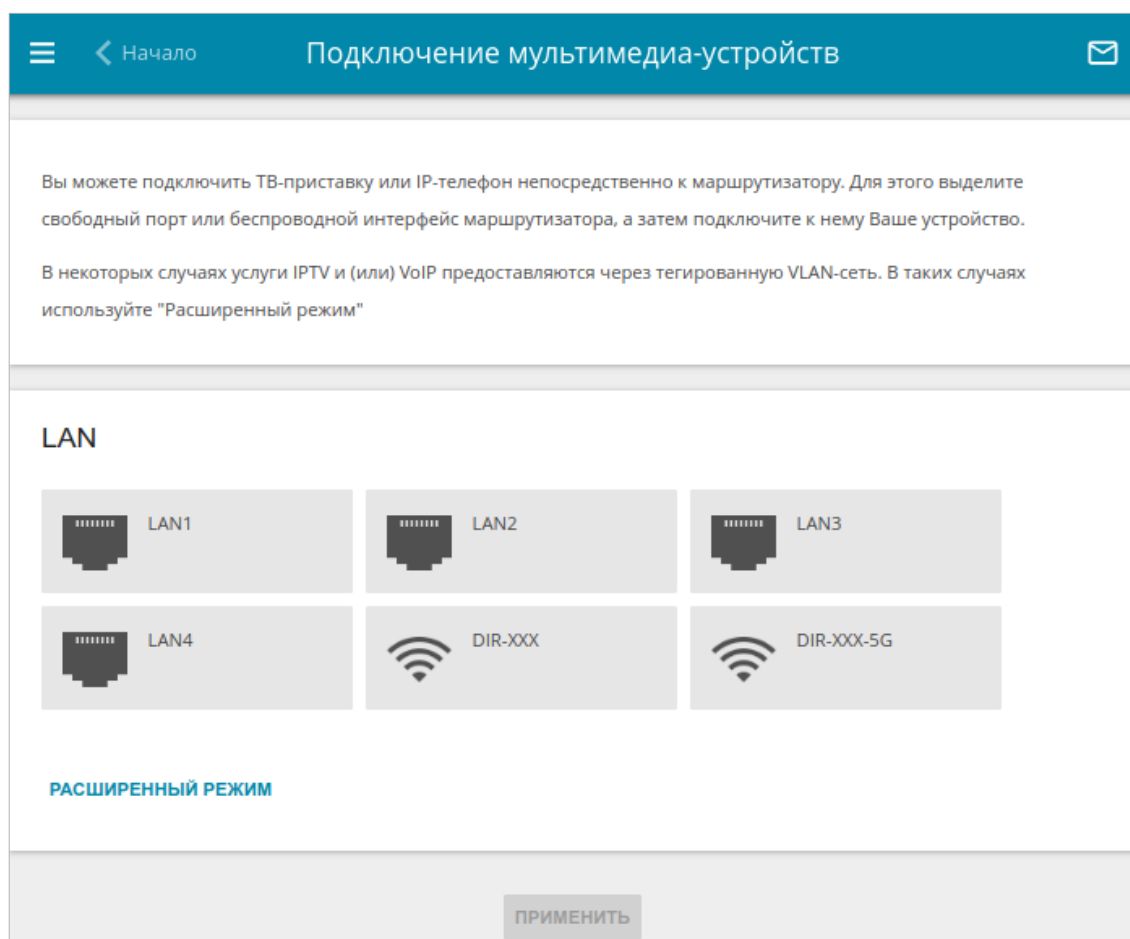 Начало
Подключение мультимедиа-устройств
Вы можете подключить ТВ-приставку или IP-телефон непосредственно к маршрутизатору. Для этого выделите
свободный порт или беспроводной интерфейс маршрутизатора, а затем подключите к нему Ваше устройство.
В некоторых случаях услуги IPTV и (или) VoIP предоставляются через тегированную VLAN-сеть. В таких случаях
используйте "Расширенный режим"
LAN
LAN1
LAN2
LAN3
LAN4
DIR-XXX
DIR-XXX-5G
РАСШИРЕННЫЙ РЕЖИМ
ПРИМЕНИТЬ